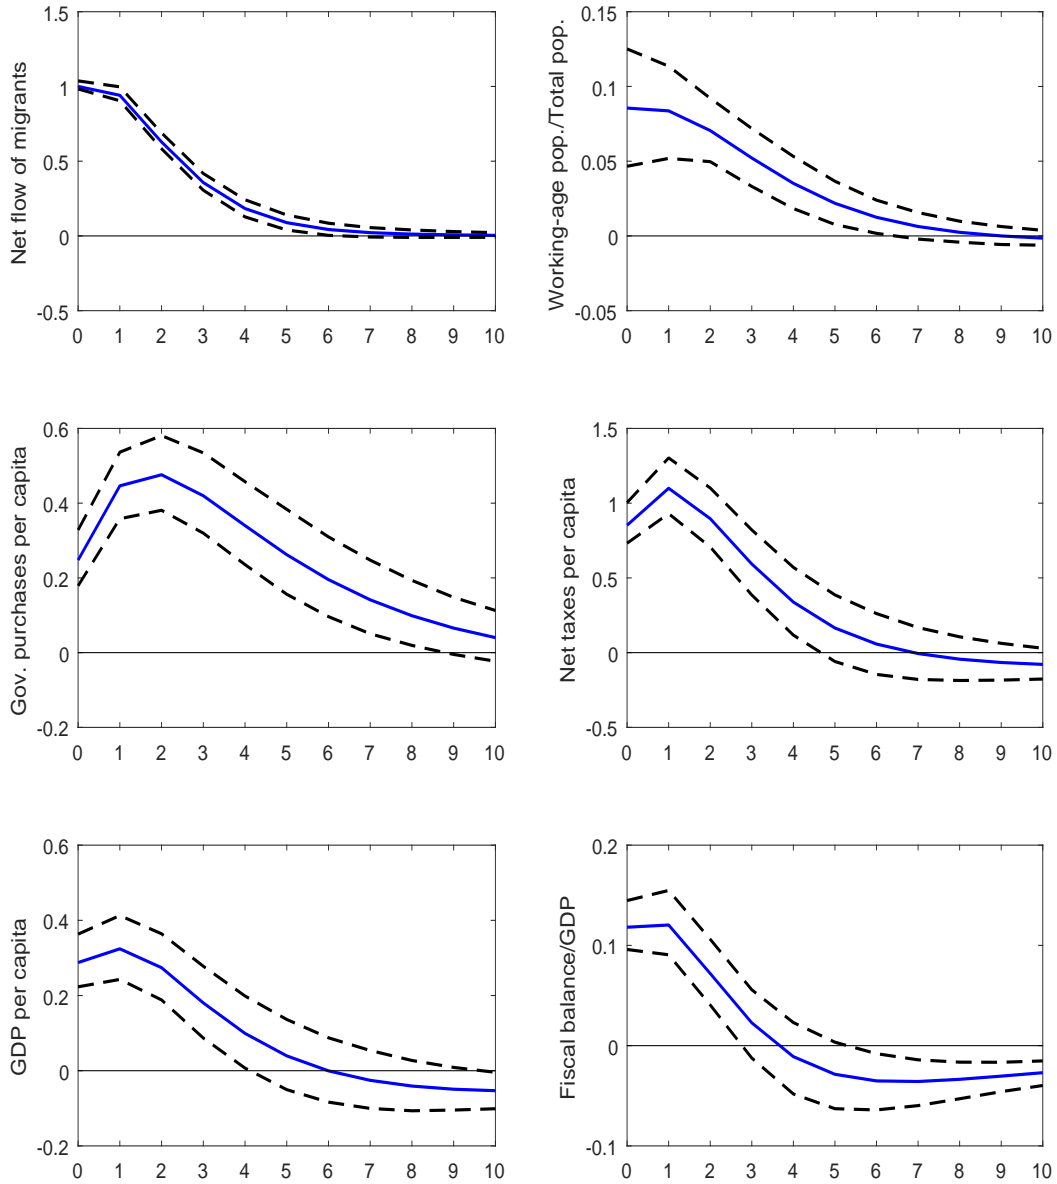 Net flow of migrants
1.5
1
0.5
0
-0.5
0 1 2 3 4 5 6 7 8 9 10
Working-age pop./Total pop.
0.15
0.1
0.05
0
-0.05
0 1 2 3 4 5 6 7 8 9 10
Gov. purchases per capita
0.6
0.4
0.2
0
-0.2
0 1 2 3 4 5 6 7 8 9 10
Net taxes per capita
1.5
1
0.5
0
-0.5
0 1 2 3 4 5 6 7 8 9 10
GDP per capita
0.6
0.4
0.2
0
-0.2
0 1 2 3 4 5 6 7 8 9 10
Fiscal balance/GDP
0.2
0.1
0
-0.1
0 1 2 3 4 5 6 7 8 9 10